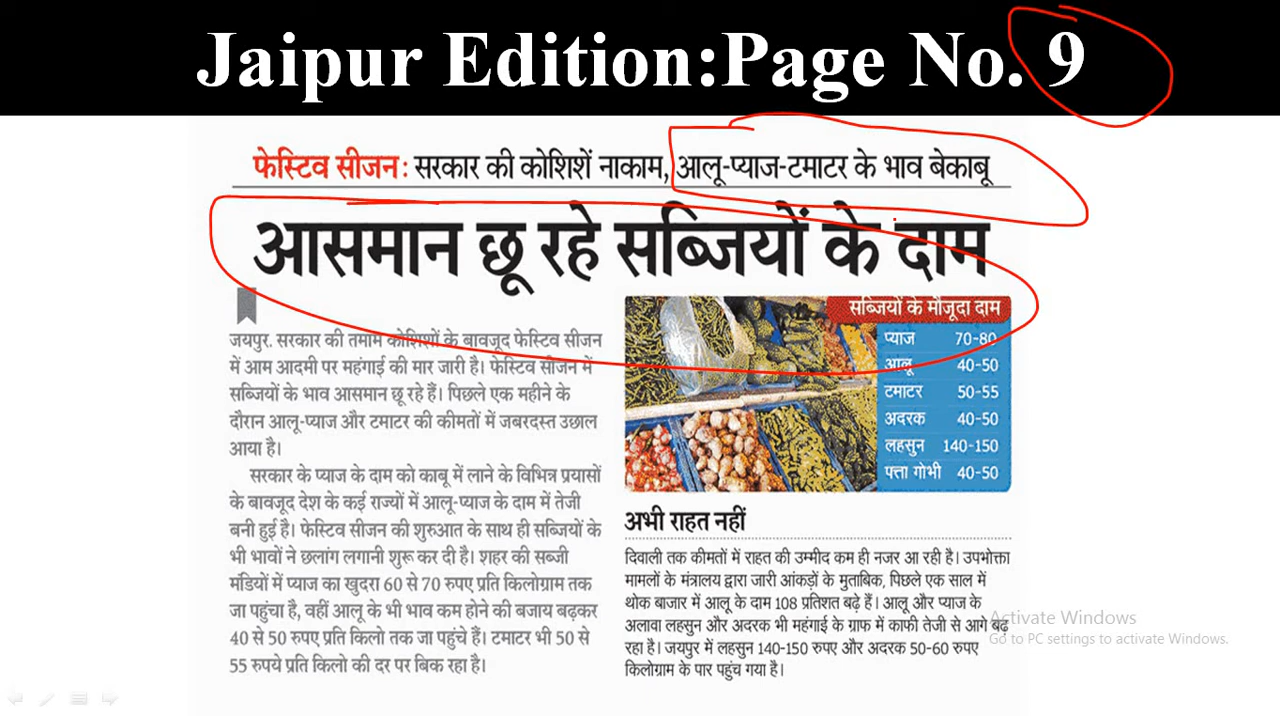 Jaipur Edition:Page No. 9
फेस्टिव सीजन: सरकार की कोशिशें नाकाम, आलू-प्याज-टमाटर के भाव बेकाबू
आसमान छू रहे सब्जियों के दाम
जयपुर. सरकार की तमाम कोशिशों के बावजूद फेस्टिव सीजन
में आम आदमी पर महंगाई की मार जारी है। फेस्टिव सीजन में
सब्जियों के भाव आसमान छू रहे हैं। पिछले एक महीने के
दौरान आलू-प्याज और टमाटर की कीमतों में जबरदस्त उछाल
आया है।
सरकार के प्याज के दाम को काबू में लाने के विभिन्न प्रयासों
के बावजूद देश के कई राज्यों में आलू-प्याज के दाम में तेजी
बनी हुई है। फेस्टिव सीजन की शुरुआत के साथ ही सब्जियों के
भी भावों ने छलांग लगानी शुरू कर दी है। शहर की सब्जी
मंडियों में प्याज का खुदरा 60 से 70 रुपए प्रति किलोग्राम तक
जा पहुंचा है, वहीं आलू के भी भाव कम होने की बजाय बढ़कर
40 से 50 रुपए प्रति किलो तक जा पहुंचे हैं। टमाटर भी 50 से
55 रुपये प्रति किलो की दर पर बिक रहा है।
सब्जियों के मौजूदा दाम
प्याज 70-80
आलू 40-50
टमाटर 50-55
अदरक 40-50
लहसुन 140-150
पत्ता गोभी 40-50
अभी राहत नहीं
दिवाली तक कीमतों में राहत की उम्मीद कम ही नजर आ रही है। उपभोक्ता
मामलों के मंत्रालय द्वारा जारी आंकड़ों के मुताबिक, पिछले एक साल में
थोक बाजार में आलू के दाम 108 प्रतिशत बढ़े हैं। आलू और प्याज के
अलावा लहसुन और अदरक भी महंगाई के ग्राफ में काफी तेजी से आगे बढ़
रहा है। जयपुर में लहसुन 140-150 रुपए और अदरक 50-60 रुपए
किलोग्राम के पार पहुंच गया है।
Activate Windows
Go to PC settings to activate Windows.